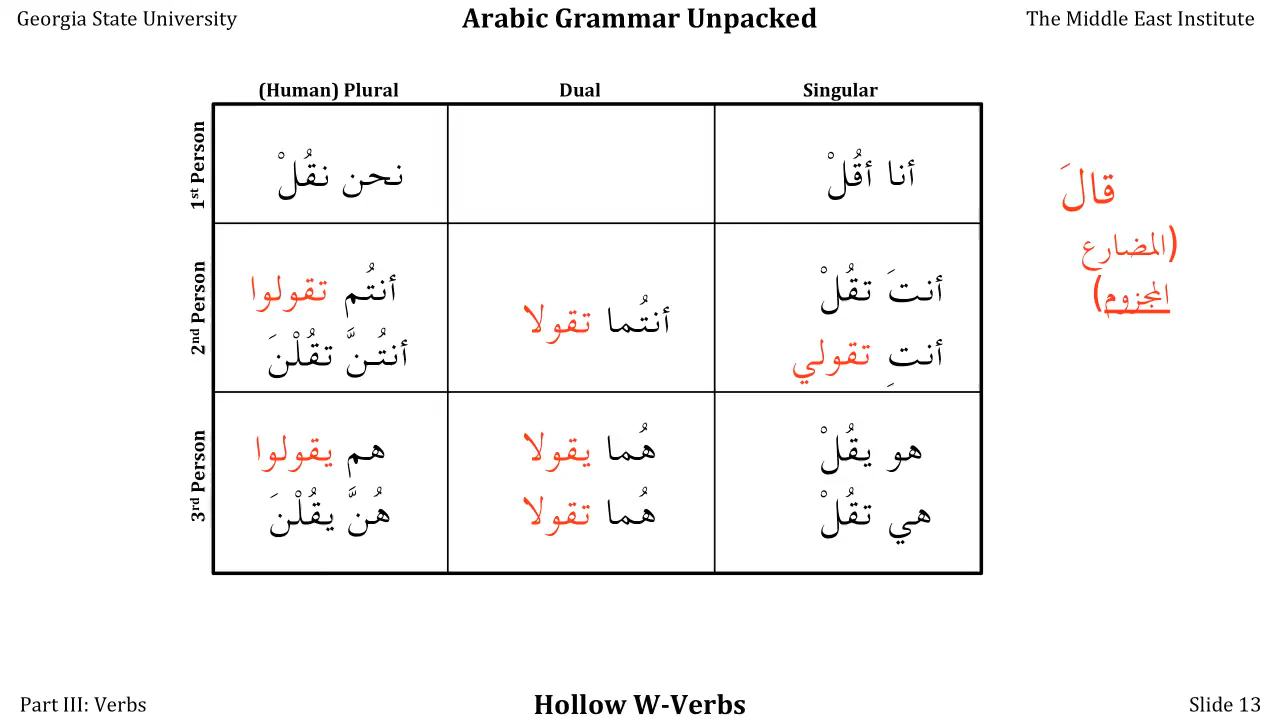 Georgia State University
Arabic Grammar Unpacked
The Middle East Institute
(Human) Plural
Dual
Singular
1st Person
نحن نقُلْ
أنا أقُلْ
قالَ
(المضارع
المجزوم)
2nd Person
أنتُم تقولوا
أنتُـنَّ تقُلْنَ
أنتُما تقولا
أنتَ تقُلْ
أنتِ تقولي
3rd Person
هم يقولوا
هُنَّ يقُلْنَ
هُما يقولا
هُما تقولا
هو يقُلْ
هي تقُلْ
Part III: Verbs
Hollow W-Verbs
Slide 13